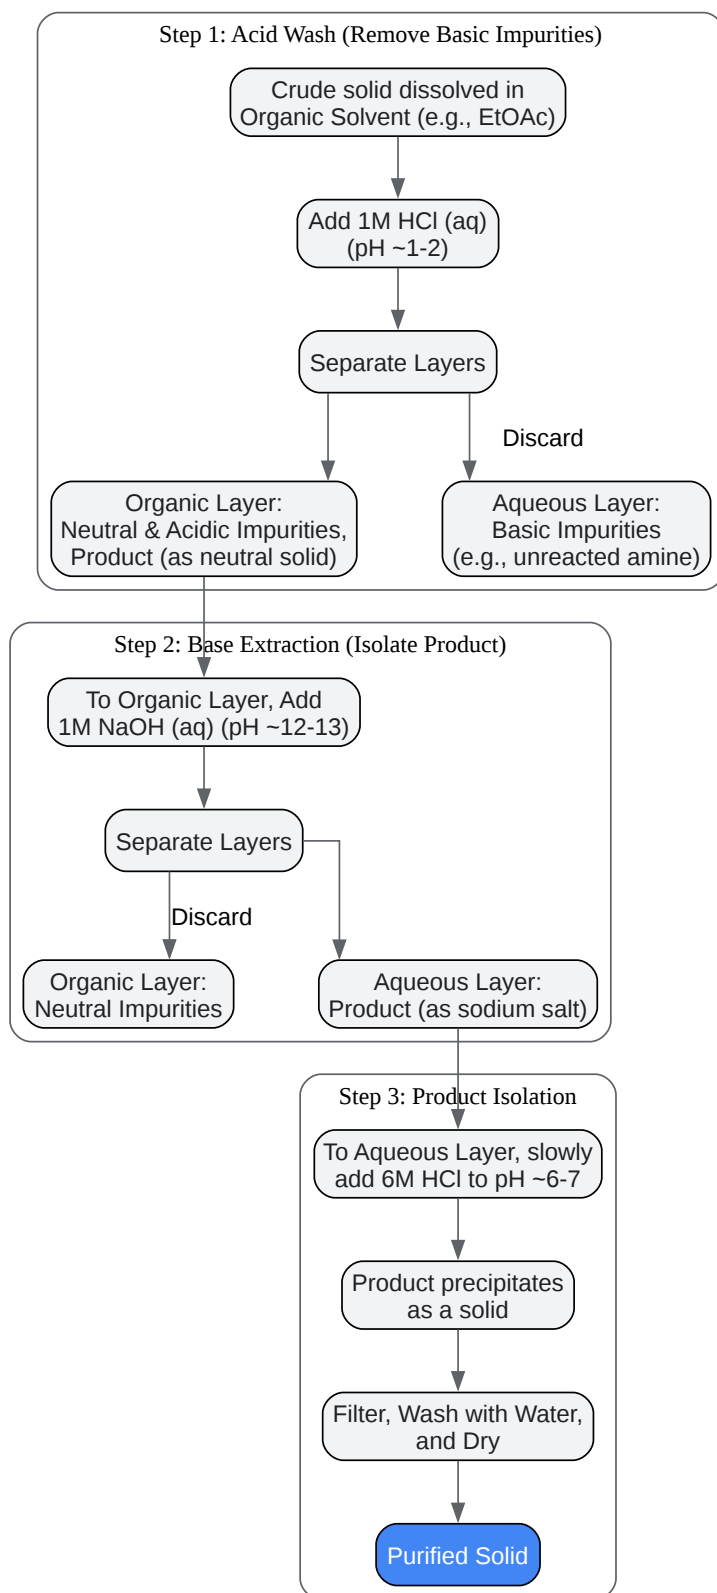 Step 1: Acid Wash (Remove Basic Impurities)
Crude solid dissolved in
Organic Solvent (e.g., EtOAc)
Add 1M HCl (aq)
(pH ~1-2)
Separate Layers
Discard
Organic Layer:
Neutral & Acidic Impurities,
Product (as neutral solid)
Aqueous Layer:
Basic Impurities
(e.g., unreacted amine)
Step 2: Base Extraction (Isolate Product)
To Organic Layer, Add
1M NaOH (aq) (pH ~12-13)
Separate Layers
Discard
Organic Layer:
Neutral Impurities
Aqueous Layer:
Product (as sodium salt)
Step 3: Product Isolation
To Aqueous Layer, slowly
add 6M HCl to pH ~6-7
Product precipitates
as a solid
Filter, Wash with Water,
and Dry
Purified Solid